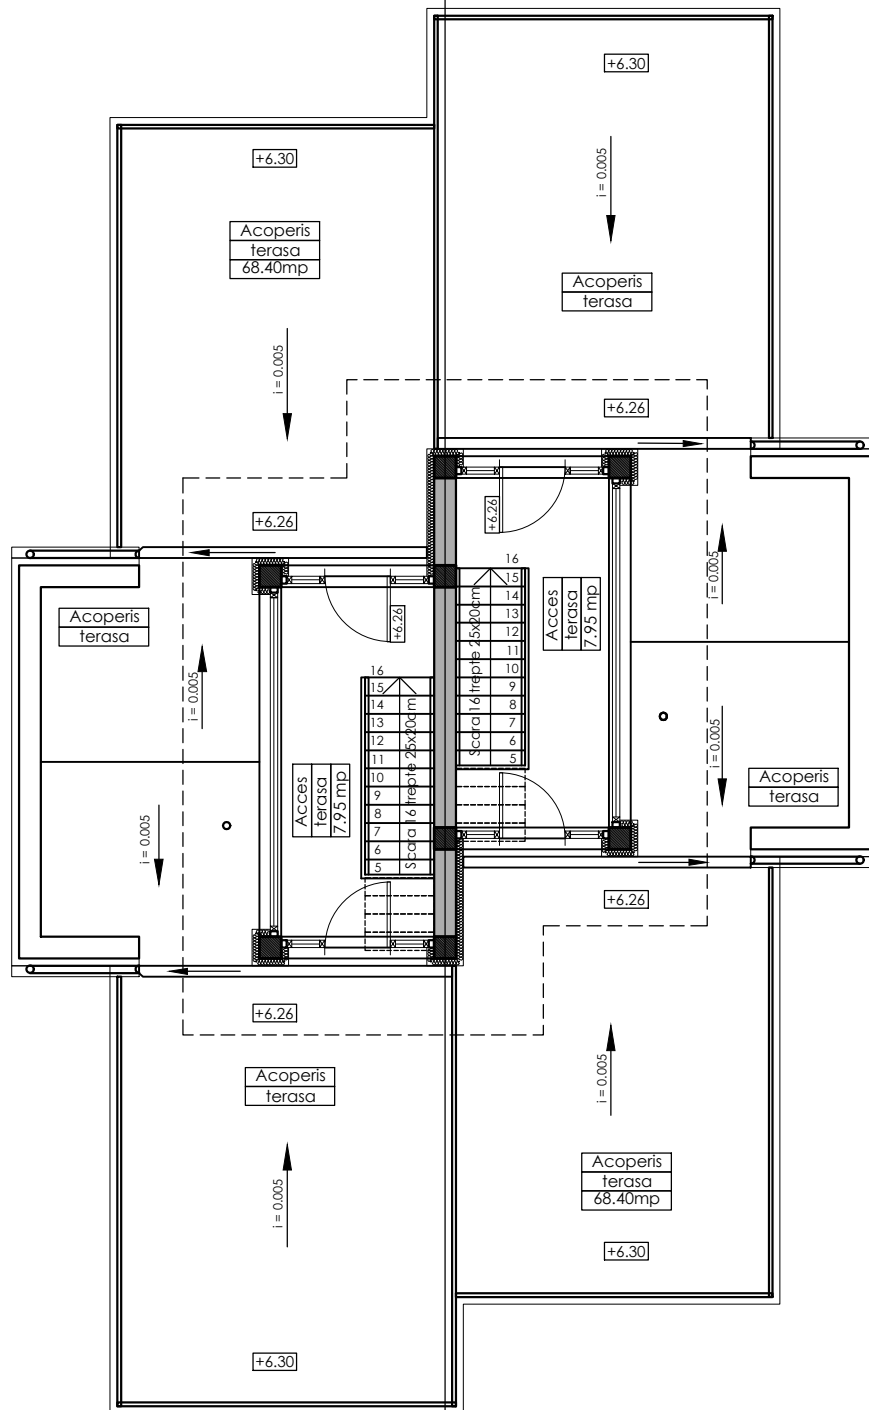 +6.30
i = 0.005
Acoperis
terasa
+6.26
+6.30
Acoperis
terasa
68.40mp
i = 0.005
+6.26
+6.26
16
15
14
13
12
11
10
9
8
7
6
5
Scara 16 trepte 25x20cm
Acces
terasa
7.95 mp
i = 0.005
i = 0.005
Acoperis
terasa
Acoperis
terasa
i = 0.005
i = 0.005
+6.26
16
15
14
13
12
11
10
9
8
7
6
5
Scara 16 trepte 25x20cm
Acces
terasa
7.95 mp
+6.26
+6.26
Acoperis
terasa
i = 0.005
+6.30
i = 0.005
Acoperis
terasa
68.40mp
+6.30